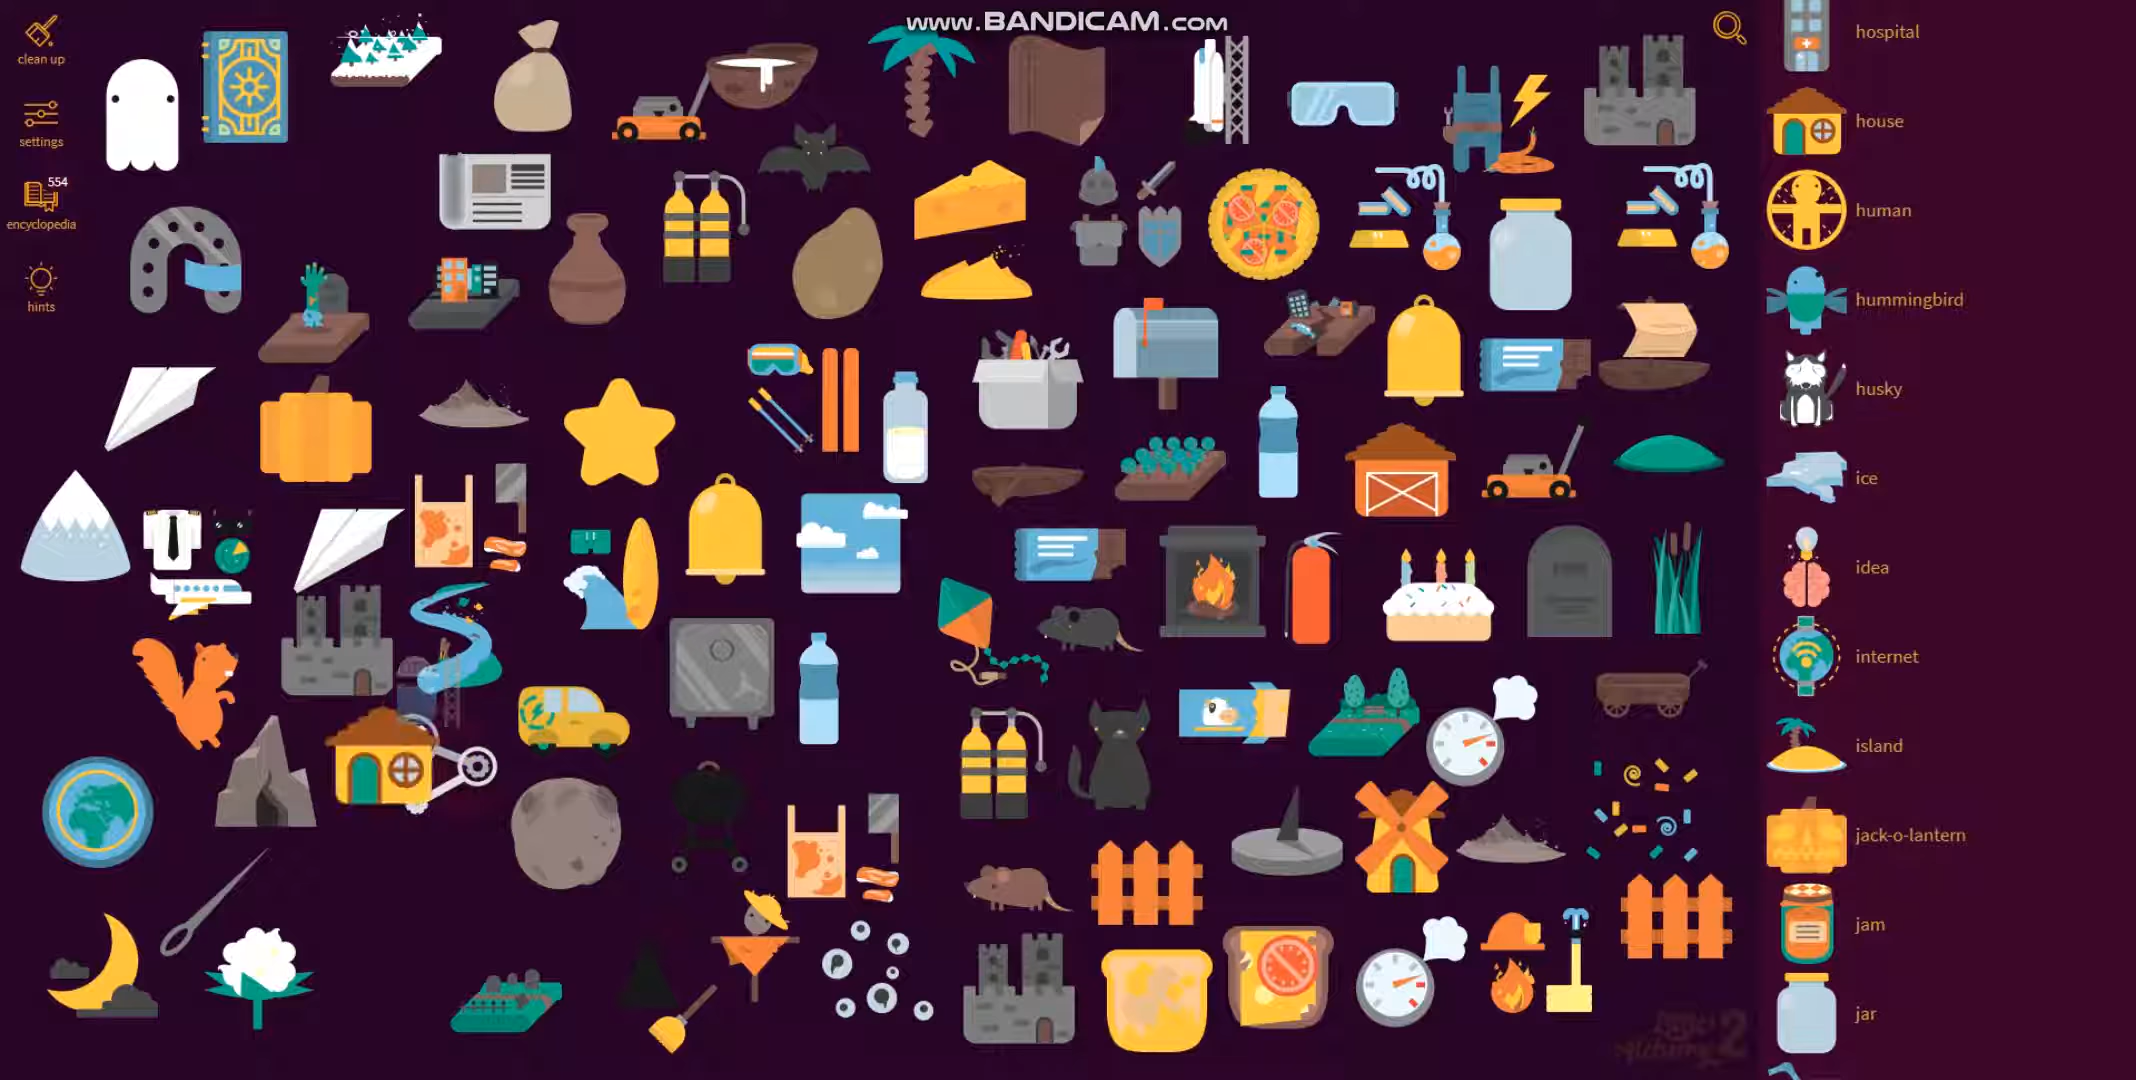 www.BANDICAM.com
clean up
settings
554
encyclopedia
hints
hospital
house
human
hummingbird
husky
ice
idea
internet
island
jack-o-lantern
jam
jar